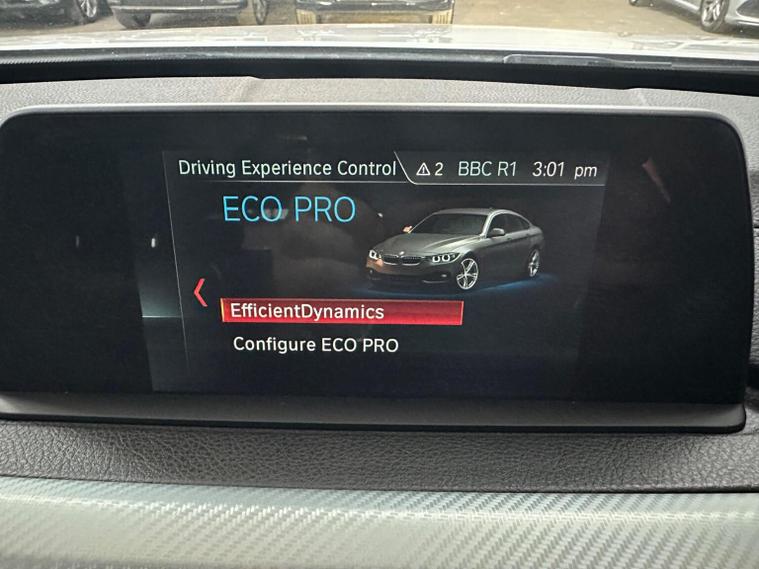 Driving Experience Control 2 BBC R1 3:01 pm
ECO PRO
EfficientDynamics
Configure ECO PRO